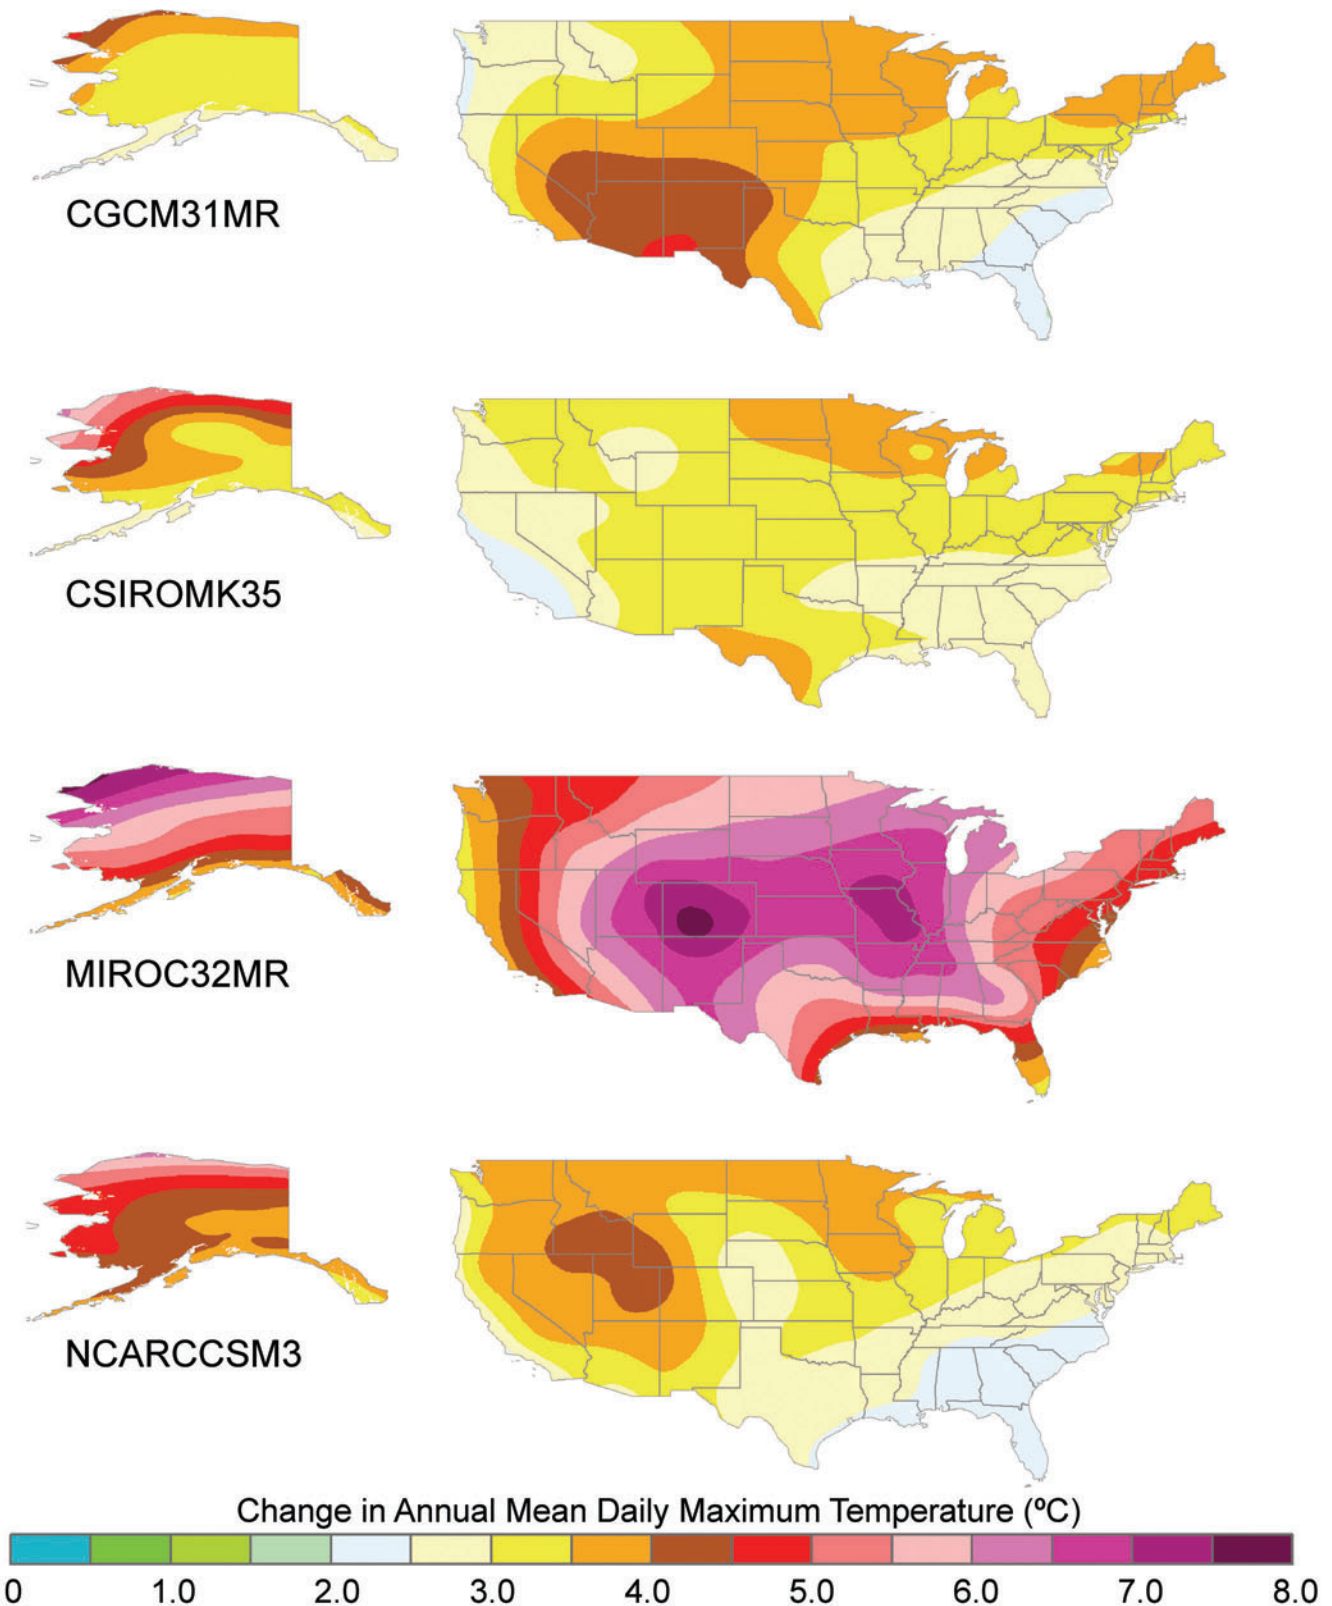 CGCM31MR
CSIROMK35
MIROC32MR
NCARCCSM3
Change in Annual Mean Daily Maximum Temperature (ºC)
0 1.0 2.0 3.0 4.0 5.0 6.0 7.0 8.0